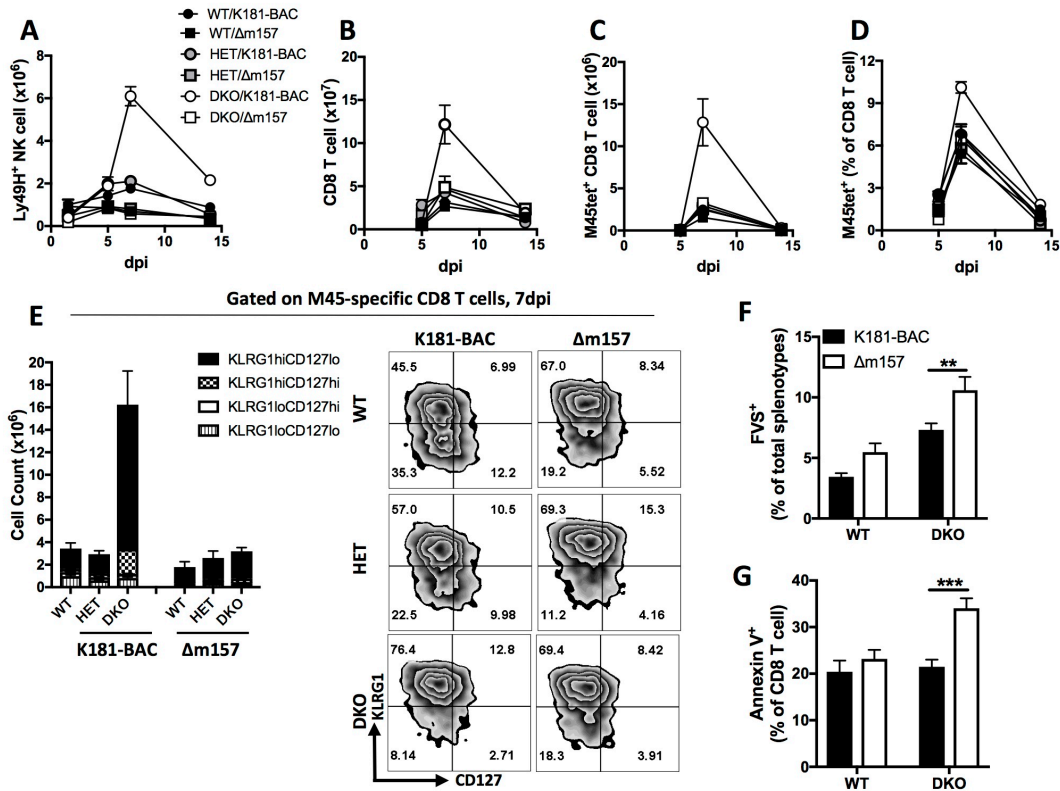 A
Ly49H⁺ NK cell (x10⁶)
8
6
4
2
0
0 5 10 15
dpi
WT/K181-BAC
WT/Δm157
HET/K181-BAC
HET/Δm157
DKO/K181-BAC
DKO/Δm157
B
CD8 T cell (x10⁷)
20
15
10
5
0
0 5 10 15
dpi
C
M45tet⁺ CD8 T cell (x10⁶)
20
15
10
5
0
0 5 10 15
dpi
D
M45tet⁺ (% of CD8 T cell)
12
9
6
3
0
0 5 10 15
dpi
E
Gated on M45-specific CD8 T cells, 7dpi
Cell Count (x10⁶)
20
18
16
14
12
10
8
6
4
2
0
KLRG1hiCD127lo
KLRG1hiCD127hi
KLRG1loCD127hi
KLRG1loCD127lo
WT HET DKO WT HET DKO
K181-BAC Δm157
K181-BAC Δm157
WT
45.5 6.99 67.0 8.34
35.3 12.2 19.2 5.52
HET
57.0 10.5 69.3 15.3
22.5 9.98 11.2 4.16
DKO
76.4 12.8 69.4 8.42
8.14 2.71 18.3 3.91
KLRG1
CD127
F
FVS⁺
(% of total splenotypes)
15
10
5
0
K181-BAC
Δm157
**
WT DKO
G
Annexin V⁺
(% of CD8 T cell)
40
30
20
10
0
***
WT DKO